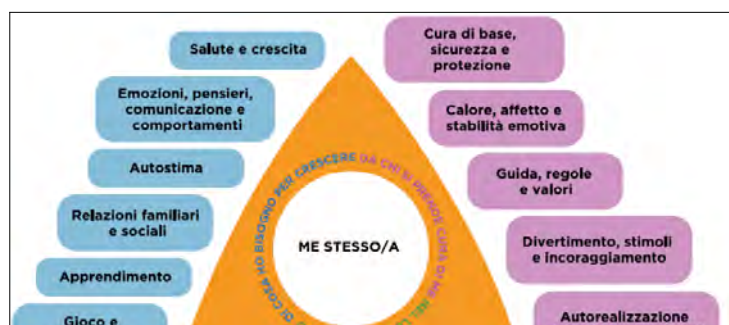 Salute e crescita
Emozioni, pensieri,
comunicazione e
comportamenti
Autostima
Relazioni familiari
e sociali
Apprendimento
Gioco e
Cura di base,
sicurezza e
protezione
Calore, affetto e
stabilità emotiva
Guida, regole
e valori
Divertimento, stimoli
e incoraggiamento
Autorealizzazione
DI COSA HO BISOGNO PER CRESCERE
DA CHI SI PRENDE CURA DI ME
NEL
ME STESSO/A